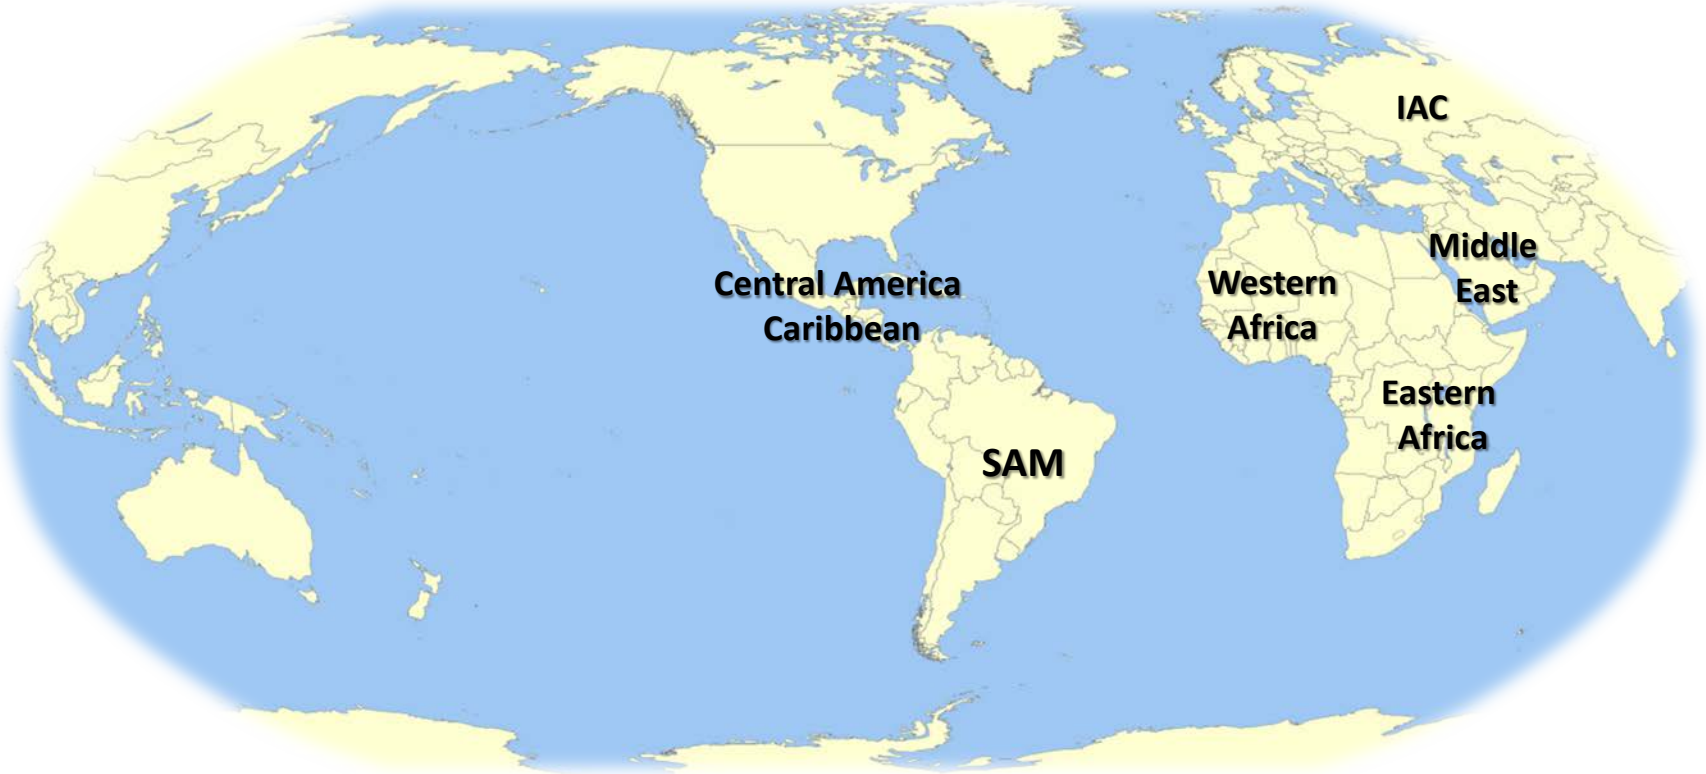 IAC
Middle
East
Central America
Caribbean
Western
Africa
Eastern
Africa
SAM